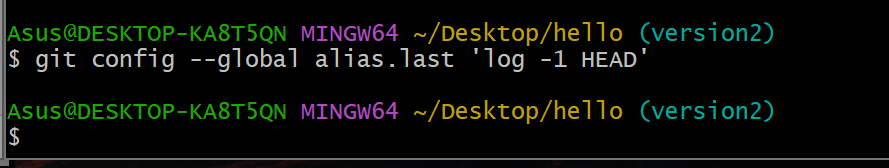 Asus@DESKTOP-KA8T5QN MINGW64 ~/Desktop/hello (version2)
$ git config --global alias.last 'log -1 HEAD'
Asus@DESKTOP-KA8T5QN MINGW64 ~/Desktop/hello (version2)
$